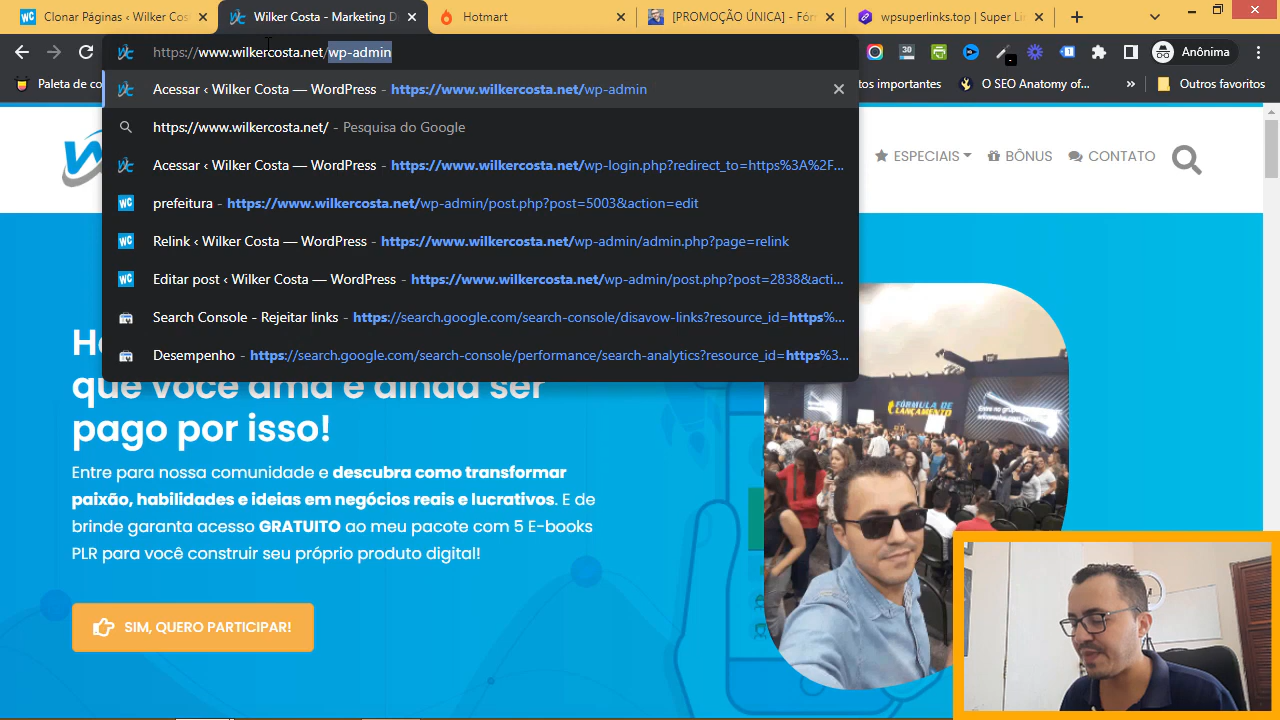 Clonar Páginas ‹ Wilker Cos
Wilker Costa - Marketing D
Hotmart
[PROMOÇÃO ÚNICA] - Fór
wpsuperlinks.top | Super Li
https://www.wilkercosta.net/wp-admin
30
Anônima
Paleta de co
tos importantes
O SEO Anatomy of...
»
Outros favoritos
Acessar ‹ Wilker Costa — WordPress - https://www.wilkercosta.net/wp-admin
https://www.wilkercosta.net/ - Pesquisa do Google
Acessar ‹ Wilker Costa — WordPress - https://www.wilkercosta.net/wp-login.php?redirect_to=https%3A%2F...
prefeitura - https://www.wilkercosta.net/wp-admin/post.php?post=5003&action=edit
Relink ‹ Wilker Costa — WordPress - https://www.wilkercosta.net/wp-admin/admin.php?page=relink
Editar post ‹ Wilker Costa — WordPress - https://www.wilkercosta.net/wp-admin/post.php?post=2838&acti...
Search Console - Rejeitar links - https://search.google.com/search-console/disavow-links?resource_id=https%...
Desempenho - https://search.google.com/search-console/performance/search-analytics?resource_id=https%3...
ESPECIAIS
BÔNUS
CONTATO
que você ama e ainda ser
pago por isso!
Entre para nossa comunidade e descubra como transformar
paixão, habilidades e ideias em negócios reais e lucrativos. E de
brinde garanta acesso GRATUITO ao meu pacote com 5 E-books
PLR para você construir seu próprio produto digital!
SIM, QUERO PARTICIPAR!
FÓRMULA DE
LANÇAMENTO